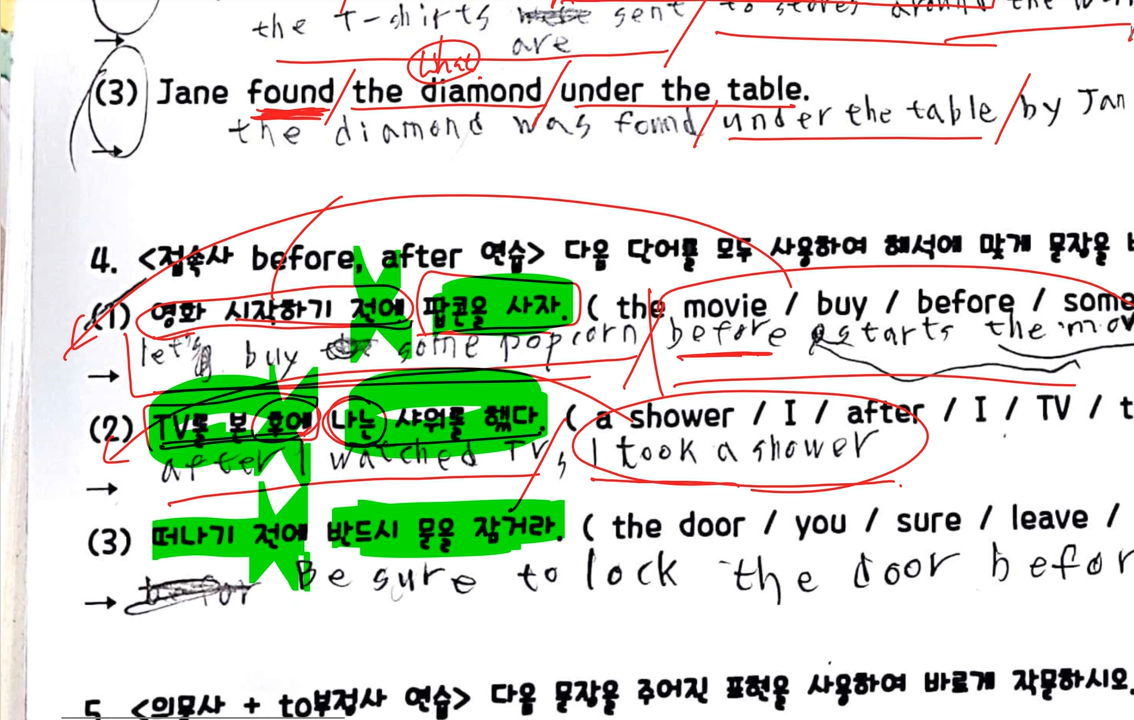 the T-shirts sent to stores around the
are
what
(3) Jane found / the diamond / under the table.
the diamond was found / under the table / by Jan
4. <접속사 before, after 연습> 다음 단어를 모두 사용하여 해석에 맞게 문장을
(1) 영화 시작하기 전에 팝콘을 사자. ( the movie / buy / before / some
let's buy some popcorn / before starts the mov
→
(2) TV를 본 후에 나는 샤워를 했다. ( a shower / I / after / I / TV / t
after I watched TV, I took a shower
→
(3) 떠나기 전에 반드시 문을 잠거라. ( the door / you / sure / leave /
→ Be sure to lock the door befor
5. <의문사 + to부정사 연습> 다음 문장을 주어진 표현을 사용하여 바르게 작문하시오.